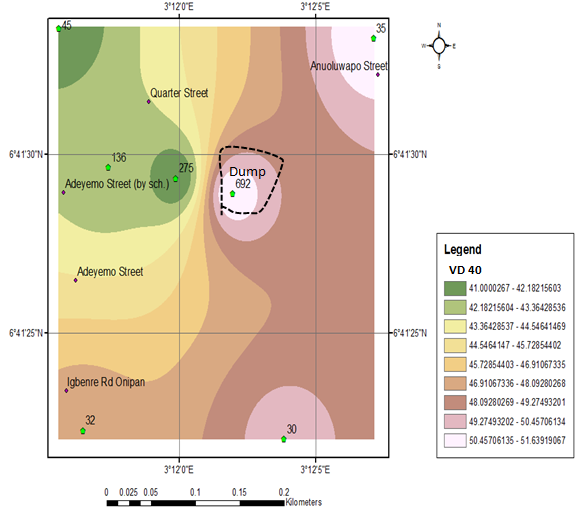 3°12'0"E 3°12'5"E
45
35
N
W E
S
Anuoluwapo Street
Quarter Street
6°41'30"N 6°41'30"N
136
275
Dump
692
Adeyemo Street (by sch.)
Adeyemo Street
6°41'25"N 6°41'25"N
Igbenre Rd Onipan
32
30
3°12'0"E 3°12'5"E
0 0.025 0.05 0.1 0.15 0.2
Kilometers
Legend
VD 40
41.0000267 - 42.18215603
42.18215604 - 43.36428536
43.36428537 - 44.54641469
44.5464147 - 45.72854402
45.72854403 - 46.91067335
46.91067336 - 48.09280268
48.09280269 - 49.27493201
49.27493202 - 50.45706134
50.45706135 - 51.63919067